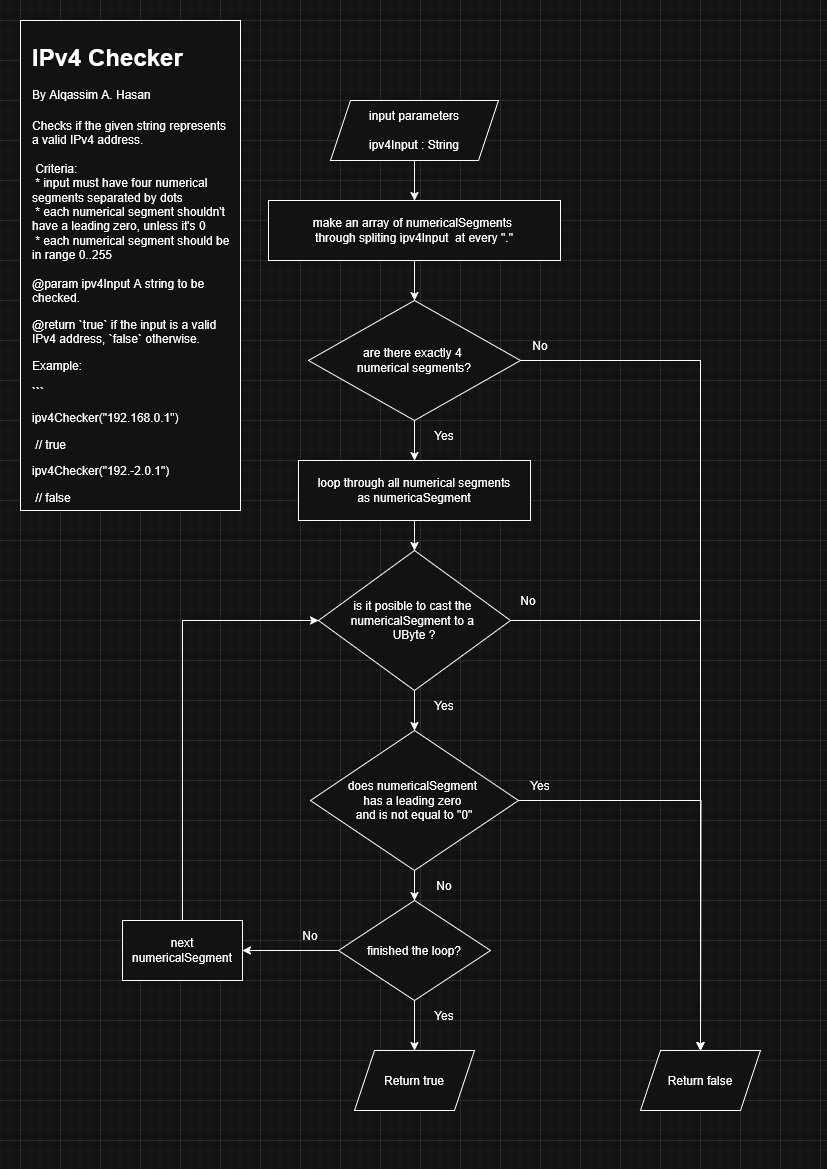 IPv4 Checker
By Alqassim A. Hasan
Checks if the given string represents
a valid IPv4 address.
Criteria:
* input must have four numerical
segments separated by dots
* each numerical segment shouldn't
have a leading zero, unless it's 0
* each numerical segment should be
in range 0..255
@param ipv4Input A string to be
checked.
@return `true` if the input is a valid
IPv4 address, `false` otherwise.
Example:
```
ipv4Checker("192.168.0.1")
// true
ipv4Checker("192.-2.0.1")
// false
input parameters
ipv4Input : String
make an array of numericalSegments
through spliting ipv4Input at every "."
are there exactly 4
numerical segments?
No
Yes
loop through all numerical segments
as numericaSegment
is it posible to cast the
numericalSegment to a
UByte ?
No
Yes
does numericalSegment
has a leading zero
and is not equal to "0"
Yes
No
finished the loop?
No
next
numericalSegment
Yes
Return true
Return false